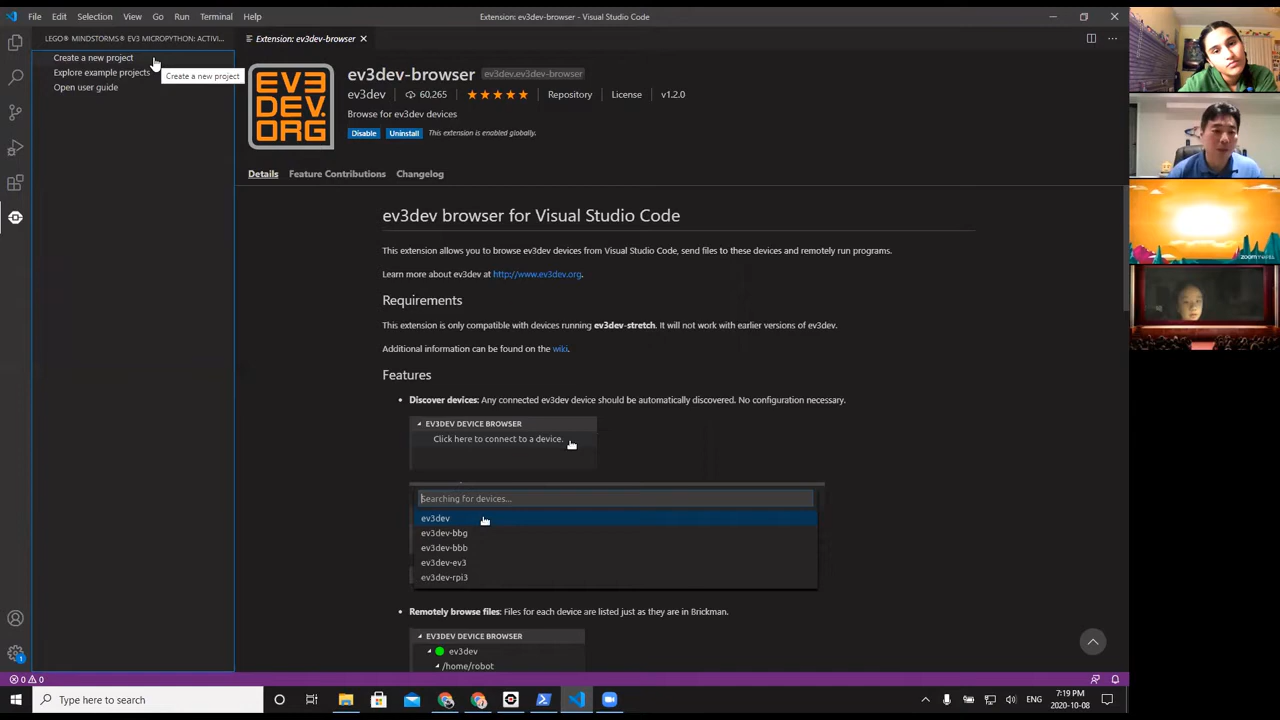 File Edit Selection View Go Run Terminal Help
Extension: ev3dev-browser - Visual Studio Code
LEGO® MINDSTORMS® EV3 MICROPYTHON: ACTIVI...
Extension: ev3dev-browser
Create a new project
Create a new project
Explore example projects
Open user guide
EV3
DEV.
ORG
ev3dev-browser ev3dev.ev3dev-browser
ev3dev 60,265 Repository License v1.2.0
Browse for ev3dev devices
Disable Uninstall This extension is enabled globally.
Details Feature Contributions Changelog
ev3dev browser for Visual Studio Code
This extension allows you to browse ev3dev devices from Visual Studio Code, send files to these devices and remotely run programs.
Learn more about ev3dev at http://www.ev3dev.org.
Requirements
This extension is only compatible with devices running ev3dev-stretch. It will not work with earlier versions of ev3dev.
Additional information can be found on the wiki.
Features
• Discover devices: Any connected ev3dev device should be automatically discovered. No configuration necessary.
EV3DEV DEVICE BROWSER
Click here to connect to a device.
Searching for devices...
ev3dev
ev3dev-bbg
ev3dev-bbb
ev3dev-ev3
ev3dev-rpi3
• Remotely browse files: Files for each device are listed just as they are in Brickman.
EV3DEV DEVICE BROWSER
ev3dev
/home/robot
1
0 0
Type here to search
ENG
7:19 PM
2020-10-08